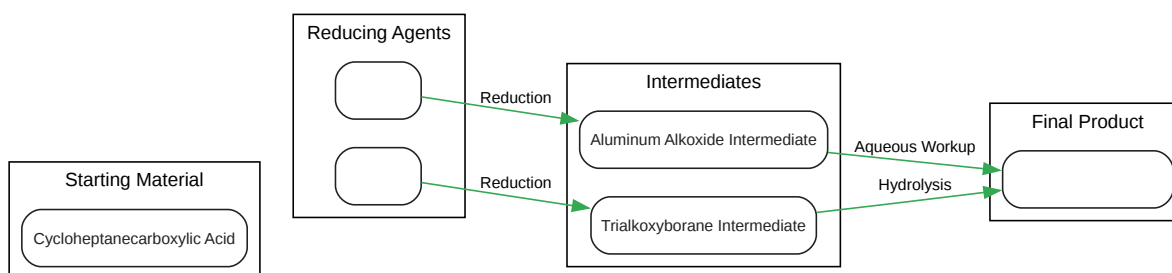 Reducing Agents
Reduction
Reduction
Intermediates
Aluminum Alkoxide Intermediate
Trialkoxyborane Intermediate
Aqueous Workup
Hydrolysis
Final Product
Starting Material
Cycloheptanecarboxylic Acid